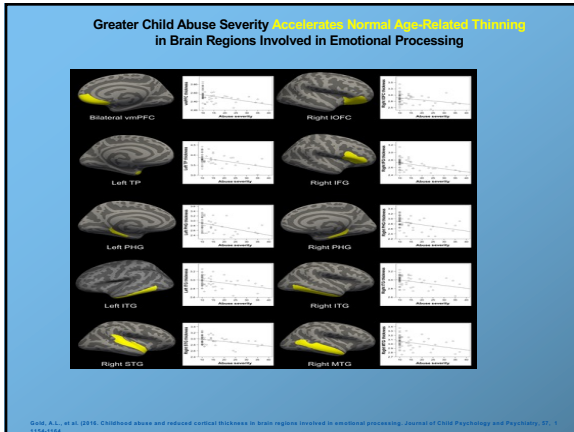 Greater Child Abuse Severity Accelerates Normal Age-Related Thinning
in Brain Regions Involved in Emotional Processing
Bilateral vmPFC
Abuse severity
Right lOFC
Abuse severity
Left TP
Abuse severity
Right IFG
Abuse severity
Left PHG
Abuse severity
Right PHG
Abuse severity
Left ITG
Abuse severity
Right ITG
Abuse severity
Right STG
Abuse severity
Right MTG
Abuse severity
Gold, A.L., et al. (2016. Childhood abuse and reduced cortical thickness in brain regions involved in emotional processing. Journal of Child Psychology and Psychiatry, 57, 1
1154-1164